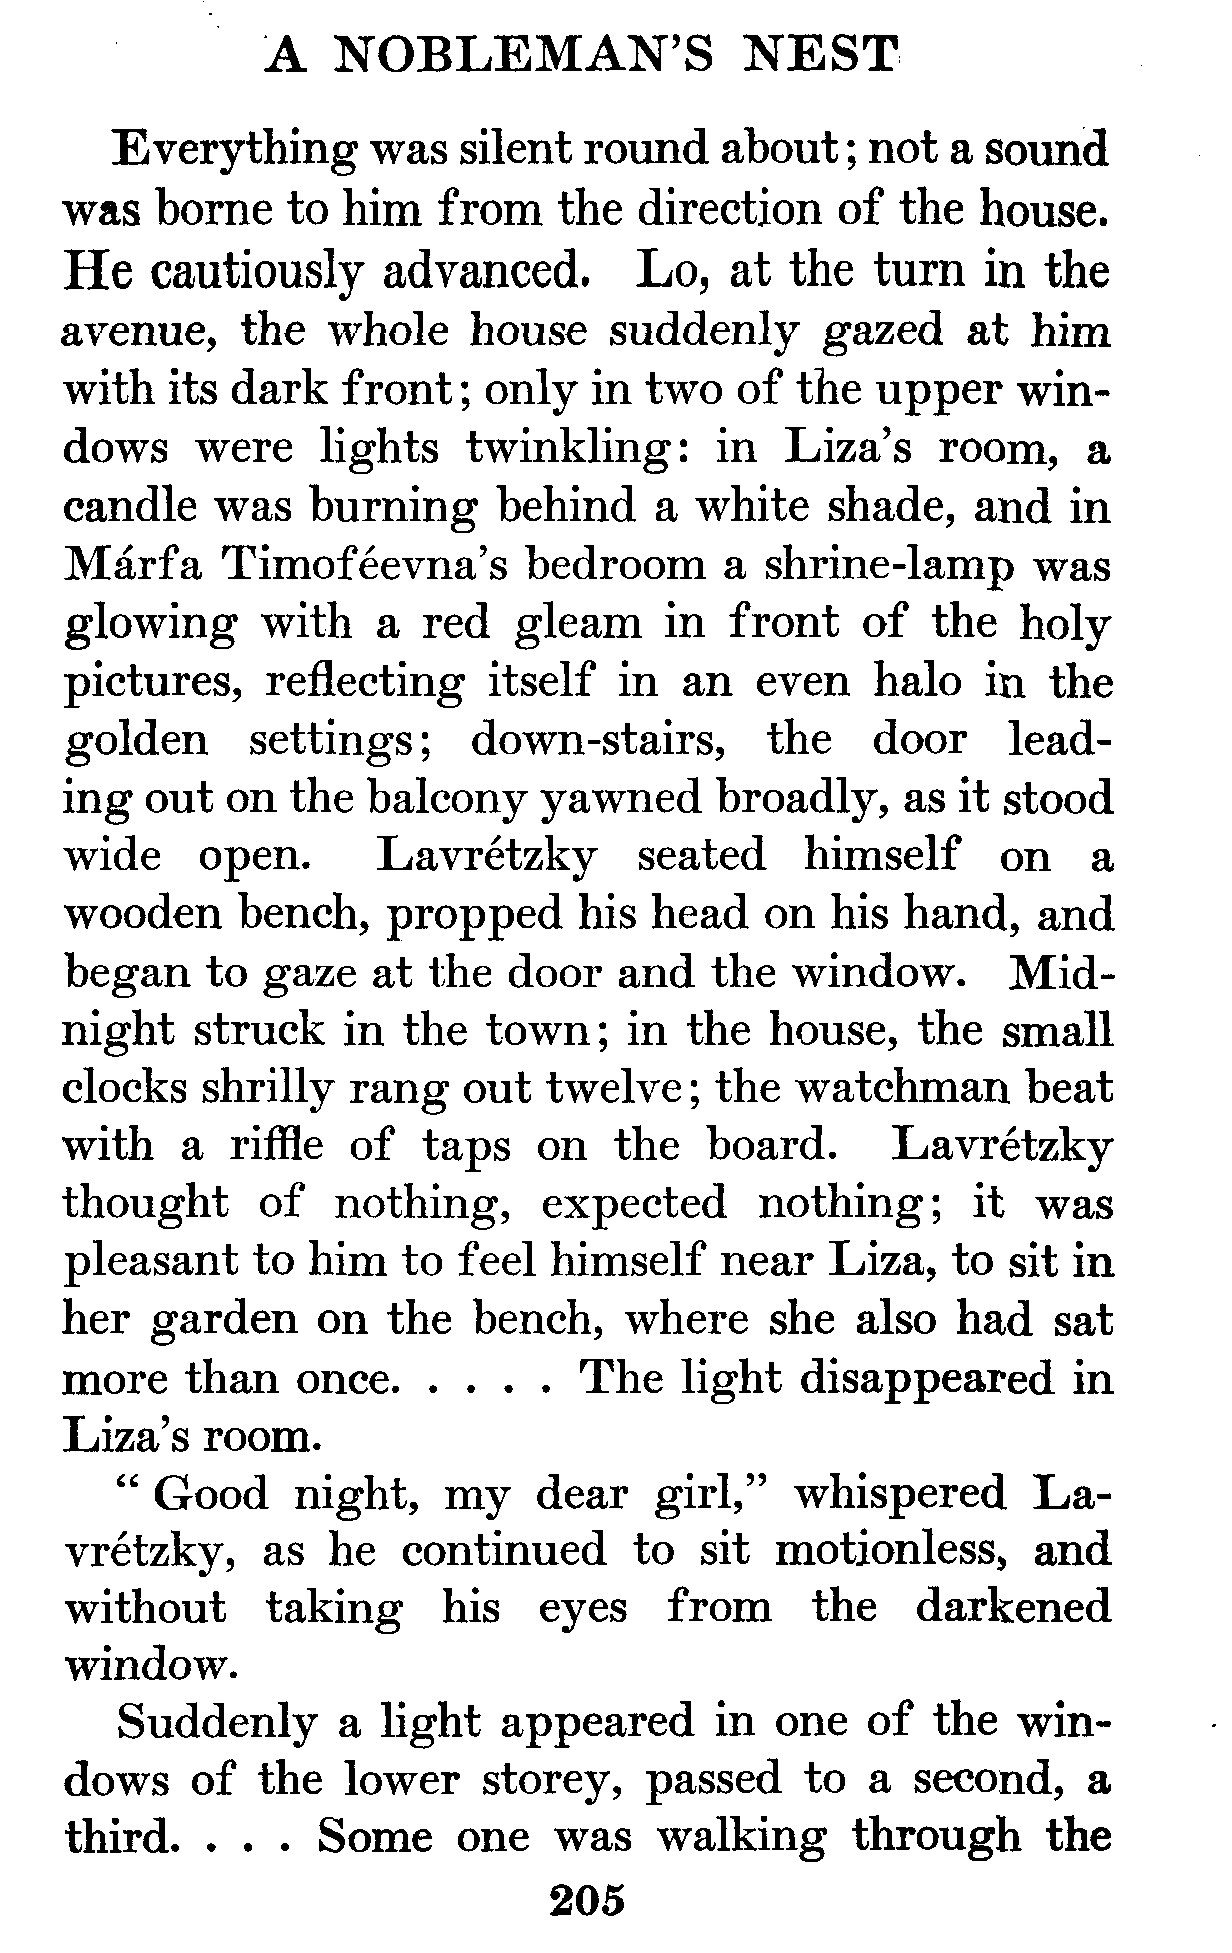 A NOBLEMAN'S NEST
Everything was silent round about; not a sound
was borne to him from the direction of the house.
He cautiously advanced. Lo, at the turn in the
avenue, the whole house suddenly gazed at him
with its dark front; only in two of the upper win-
dows were lights twinkling: in Liza's room, a
candle was burning behind a white shade, and in
Márfa Timoféevna's bedroom a shrine-lamp was
glowing with a red gleam in front of the holy
pictures, reflecting itself in an even halo in the
golden settings; down-stairs, the door lead-
ing out on the balcony yawned broadly, as it stood
wide open. Lavrétzky seated himself on a
wooden bench, propped his head on his hand, and
began to gaze at the door and the window. Mid-
night struck in the town; in the house, the small
clocks shrilly rang out twelve; the watchman beat
with a riffle of taps on the board. Lavrétzky
thought of nothing, expected nothing; it was
pleasant to him to feel himself near Liza, to sit in
her garden on the bench, where she also had sat
more than once. . . . . The light disappeared in
Liza's room.
“ Good night, my dear girl,” whispered La-
vrétzky, as he continued to sit motionless, and
without taking his eyes from the darkened
window.
Suddenly a light appeared in one of the win-
dows of the lower storey, passed to a second, a
third. . . . Some one was walking through the
205